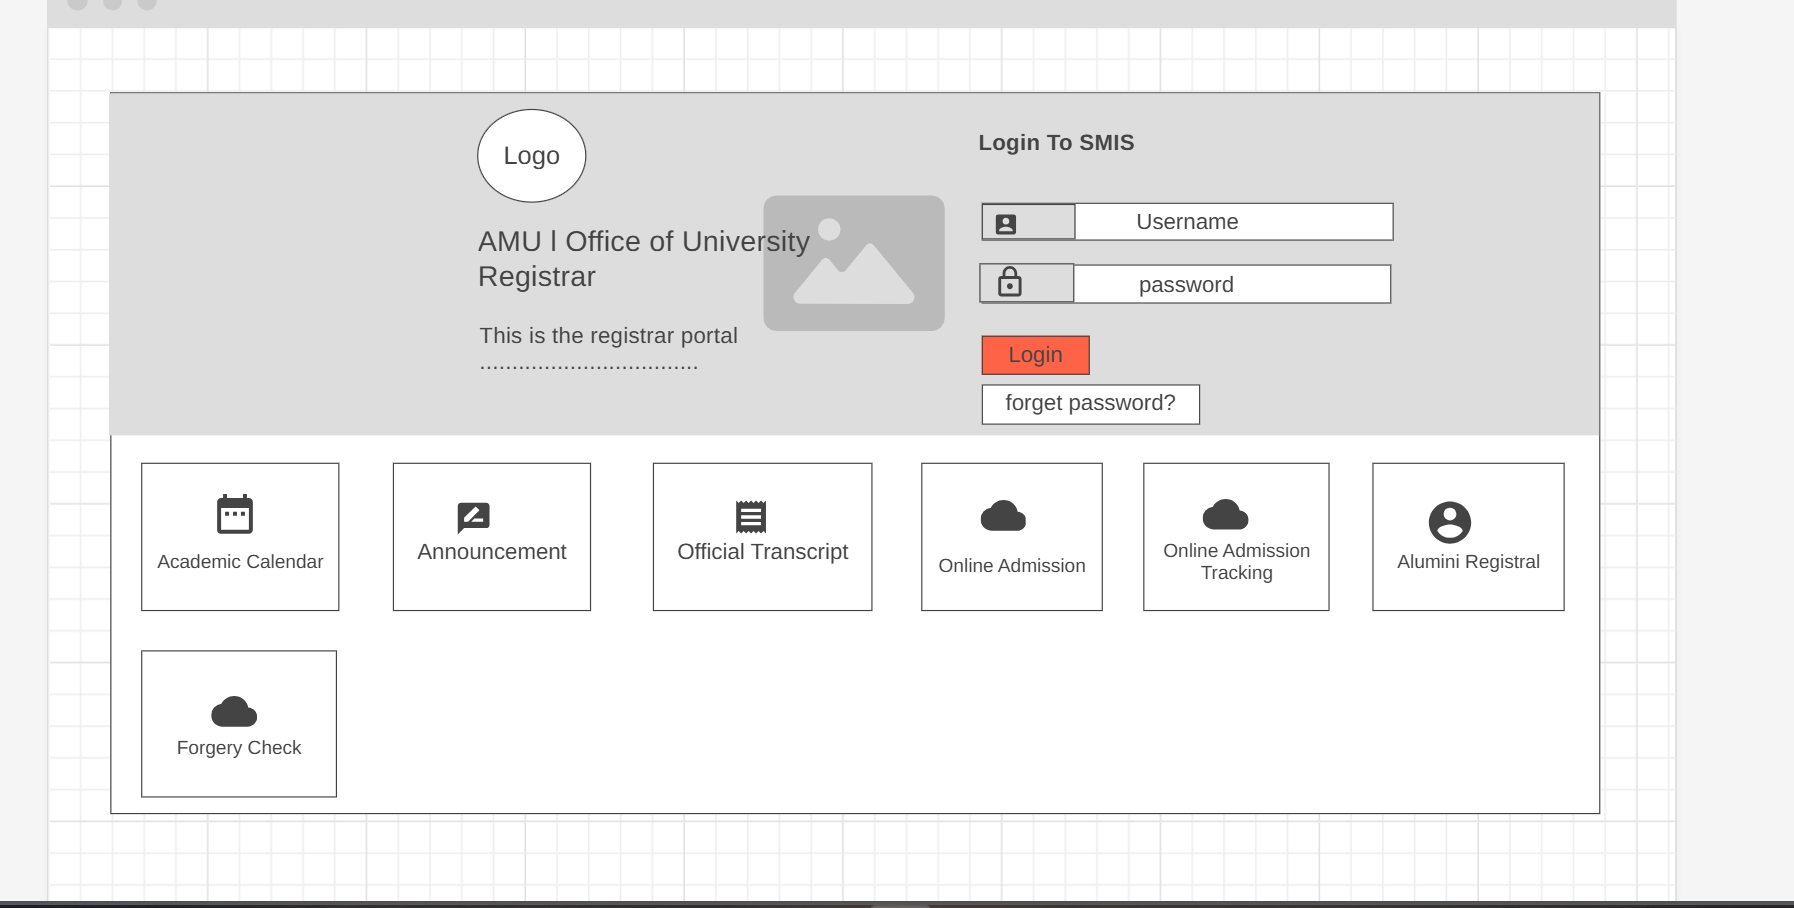 Logo
AMU l Office of University
Registrar
This is the registrar portal
.................................
Login To SMIS
Username
password
Login
forget password?
Academic Calendar
Announcement
Official Transcript
Online Admission
Online Admission
Tracking
Alumini Registral
Forgery Check